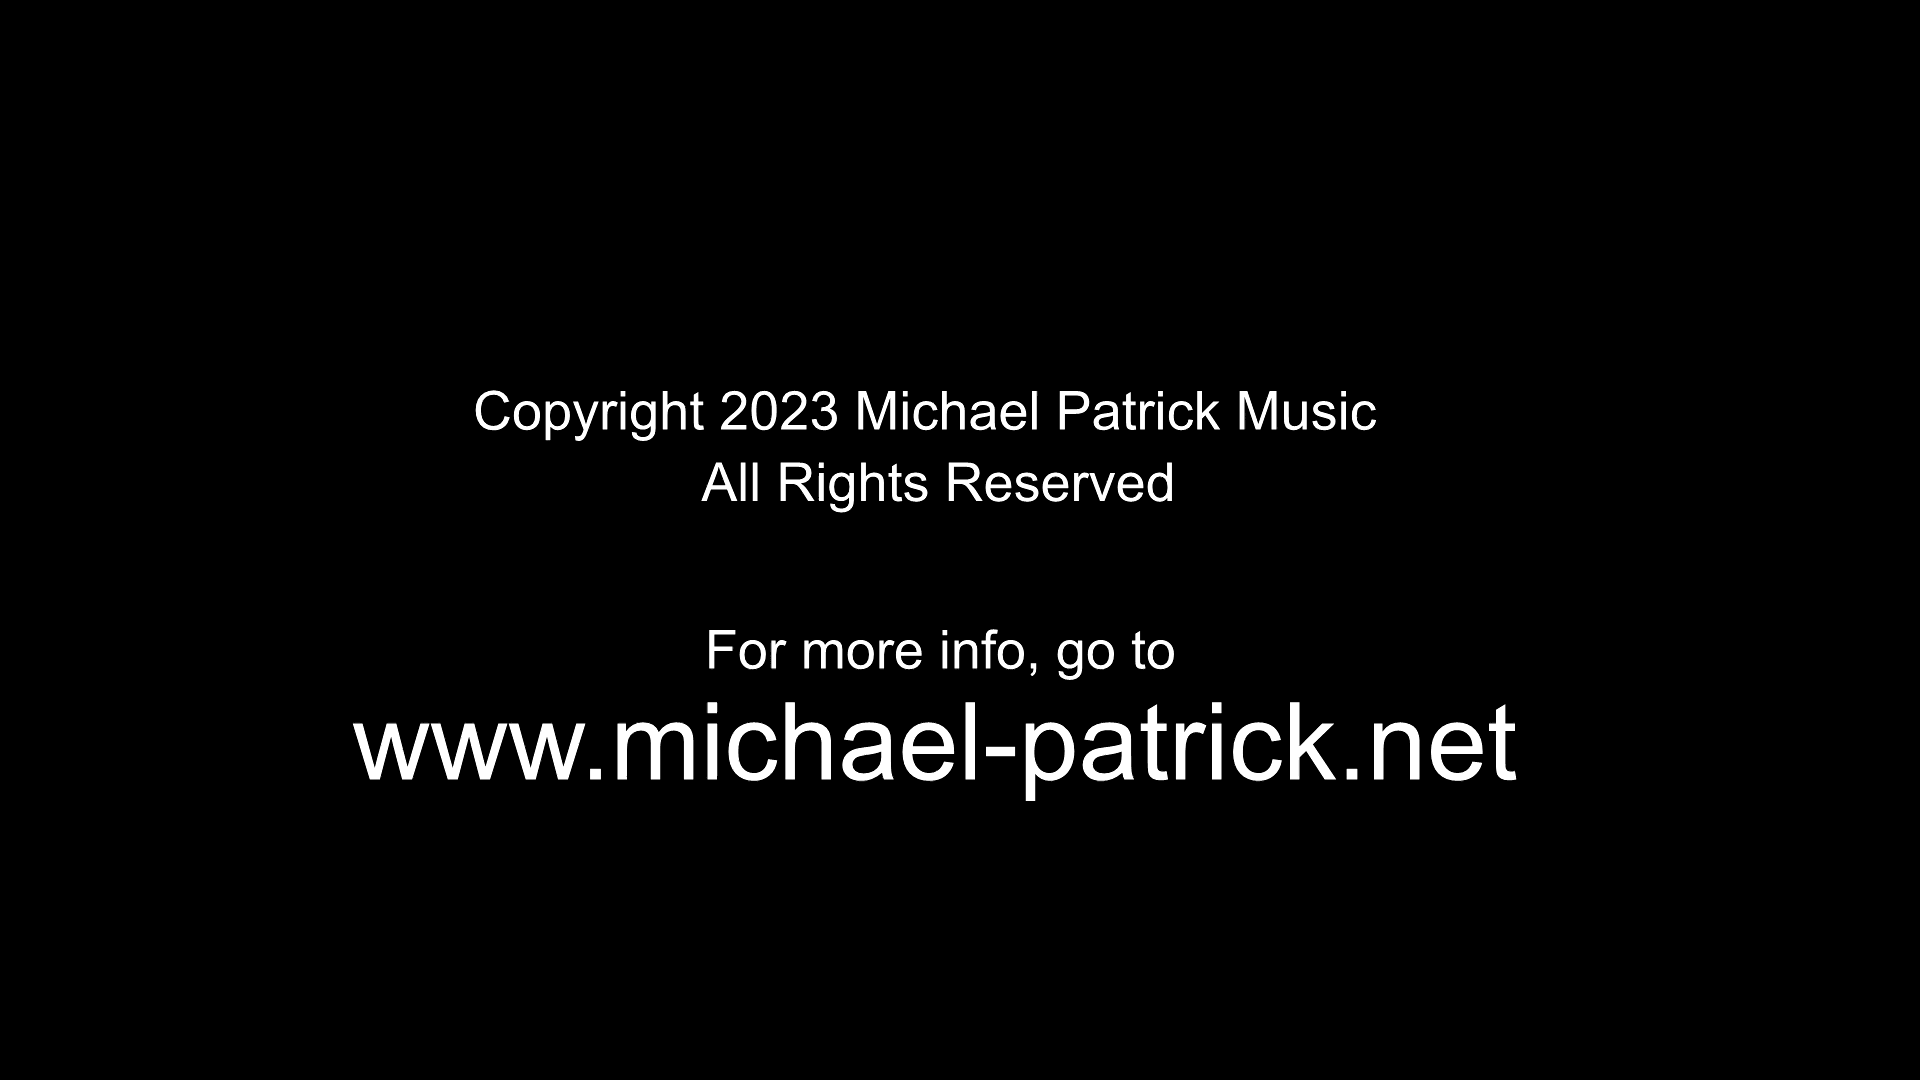 Copyright 2023 Michael Patrick Music
All Rights Reserved
For more info, go to
www.michael-patrick.net